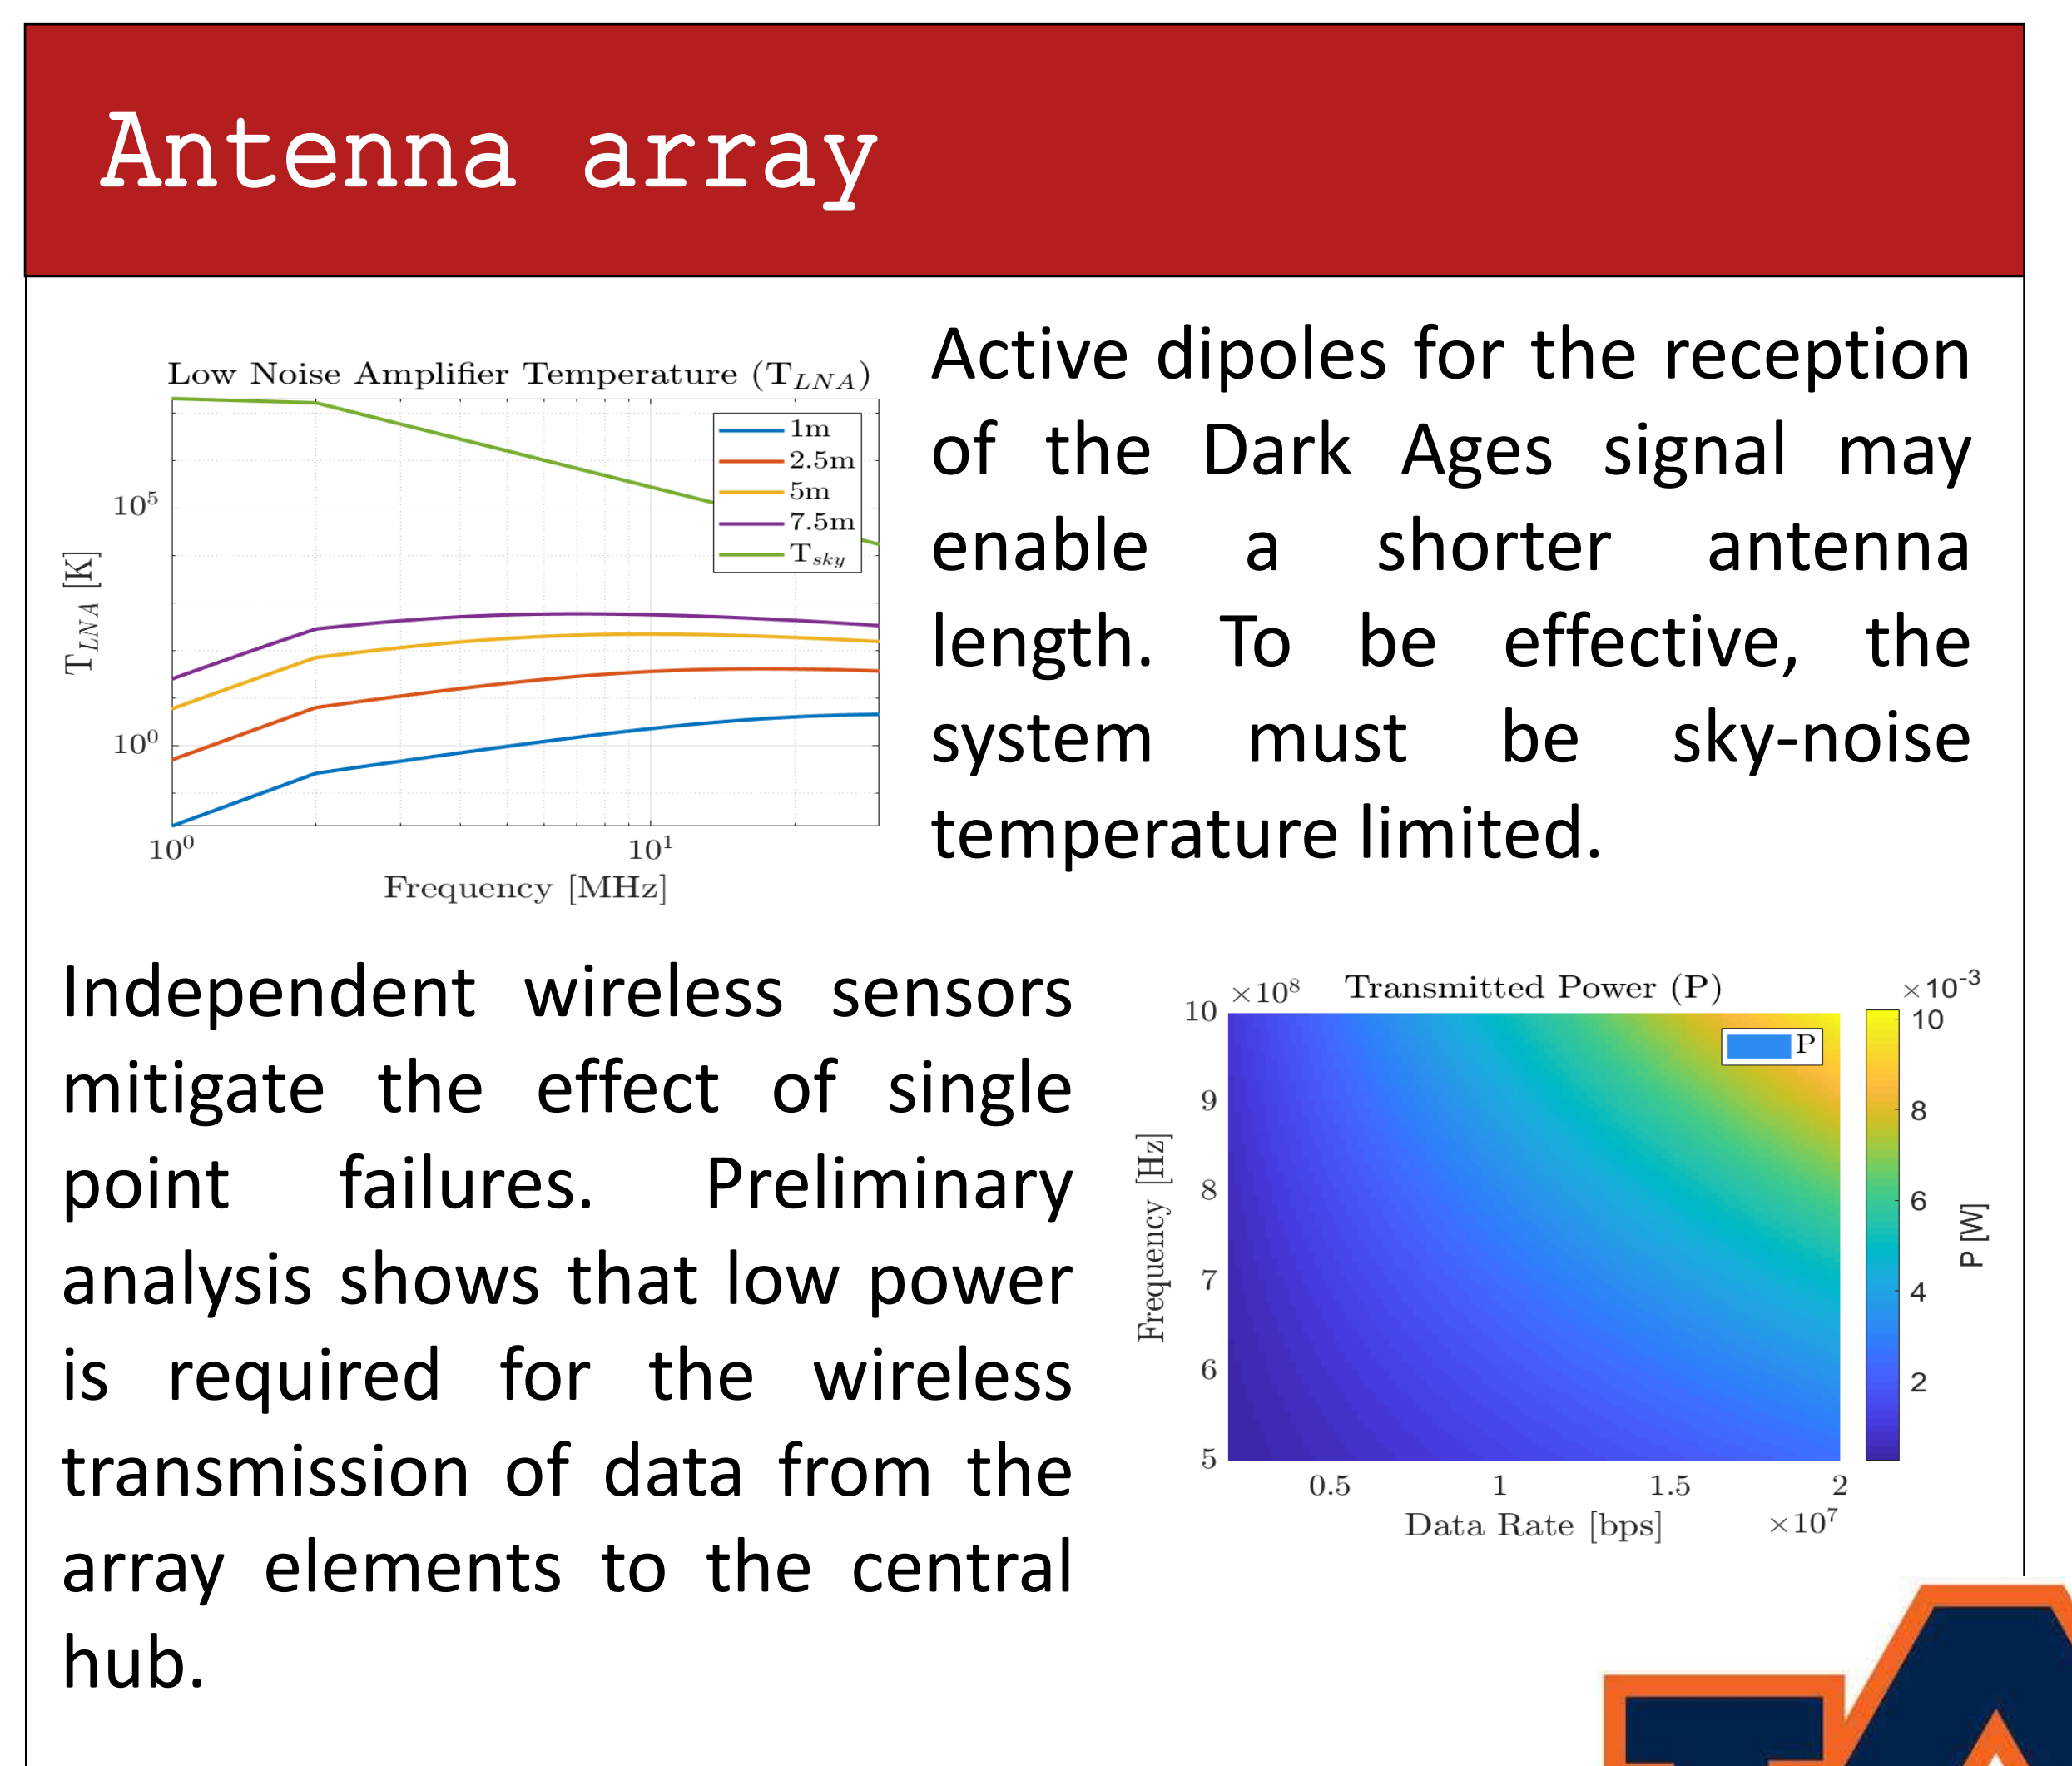 Antenna array
Low Noise Amplifier Temperature (T_LNA)
T_LNA [K]
10^5
10^0
1m
2.5m
5m
7.5m
T_sky
10^0 10^1
Frequency [MHz]
Active dipoles for the reception
of the Dark Ages signal may
enable a shorter antenna
length. To be effective, the
system must be sky-noise
temperature limited.
Independent wireless sensors
mitigate the effect of single
point failures. Preliminary
analysis shows that low power
is required for the wireless
transmission of data from the
array elements to the central
hub.
×10^8 Transmitted Power (P) ×10^-3
Frequency [Hz]
10
9
8
7
6
5
P
10
8
6
4
2
P [W]
0.5 1 1.5 2
Data Rate [bps] ×10^7